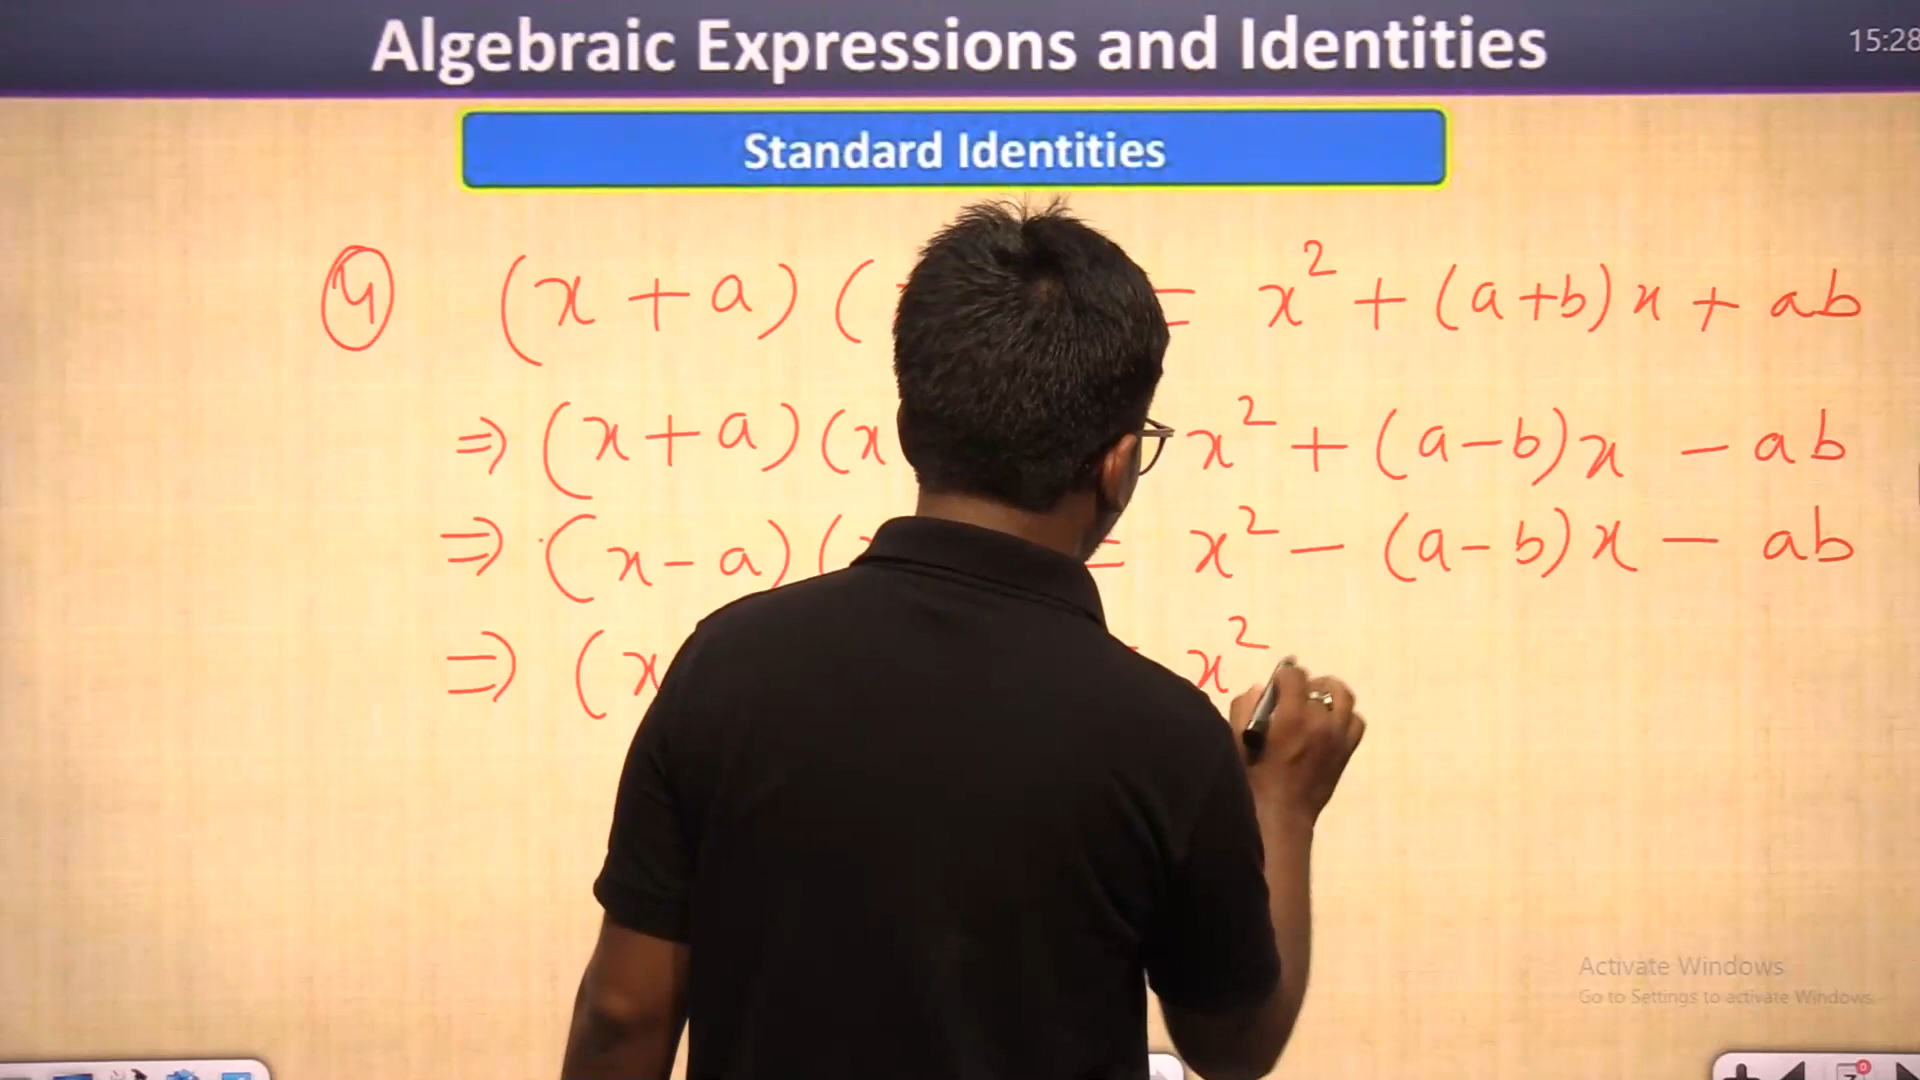 Algebraic Expressions and Identities
15:28
Standard Identities
④ (x + a) ( = x² + (a+b)x + ab
⇒ (x + a) (x x² + (a-b)x - ab
⇒ (x - a) ( = x² - (a-b)x - ab
⇒ (x = x²
Activate Windows
Go to Settings to activate Windows.